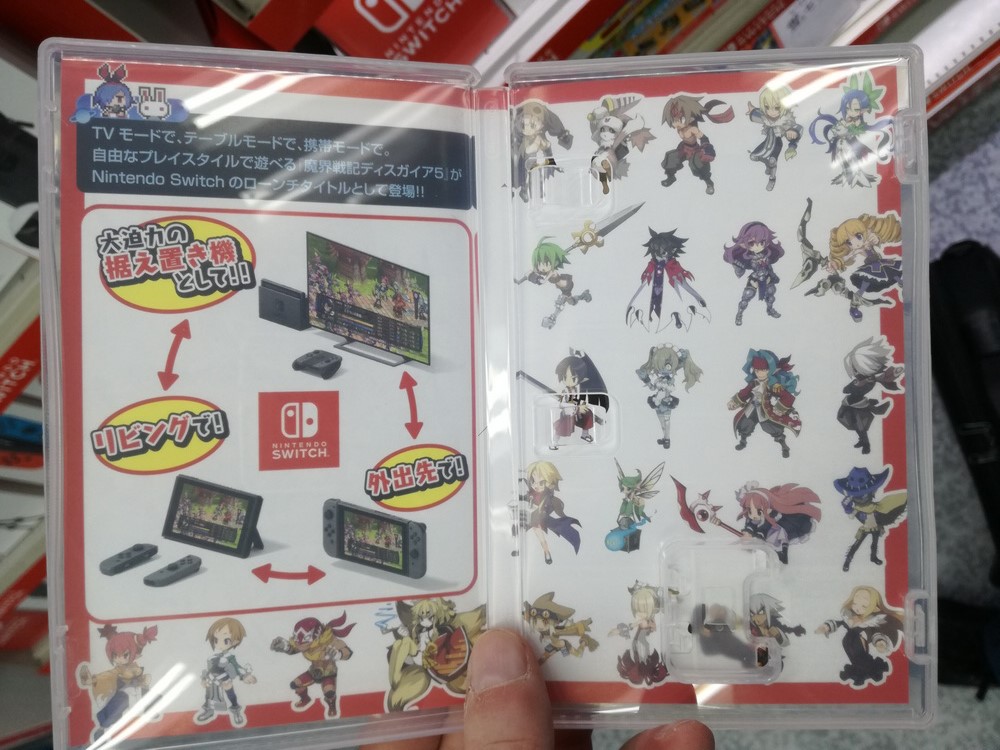 NINTENDO
SWITCH
TVモードで、テーブルモードで、携帯モードで。
自由なプレイスタイルで遊べる『魔界戦記ディスガイア5』が
Nintendo Switchのローンチタイトルとして登場!!
大迫力の
据え置き機
として!!
リビングで!
NINTENDO
SWITCH
外出先で!
SWITCH